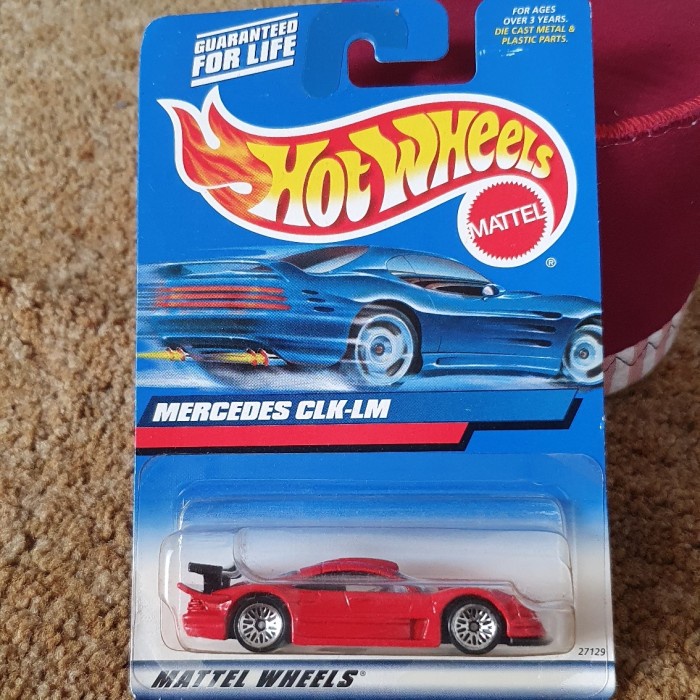 GUARANTEED
FOR LIFE
FOR AGES
OVER 3 YEARS.
DIE CAST METAL &
PLASTIC PARTS.
HOT WHEELS
MATTEL
®
MERCEDES CLK-LM
27129
MATTEL WHEELS®